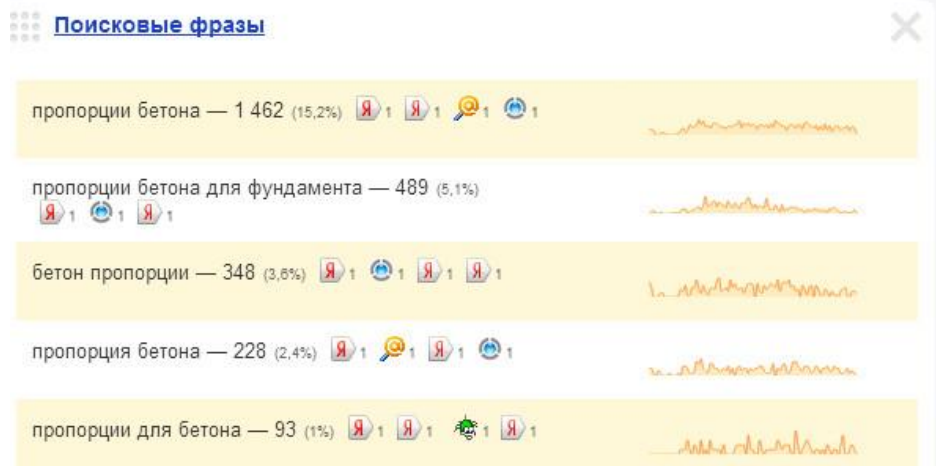 Поисковые фразы
пропорции бетона — 1 462 (15,2%) Я 1 Я 1 @ 1 1
пропорции бетона для фундамента — 489 (5,1%)
Я 1 1 Я 1
бетон пропорции — 348 (3,6%) Я 1 1 Я 1 Я 1
пропорция бетона — 228 (2,4%) Я 1 @ 1 Я 1 1
пропорции для бетона — 93 (1%) Я 1 Я 1 1 Я 1